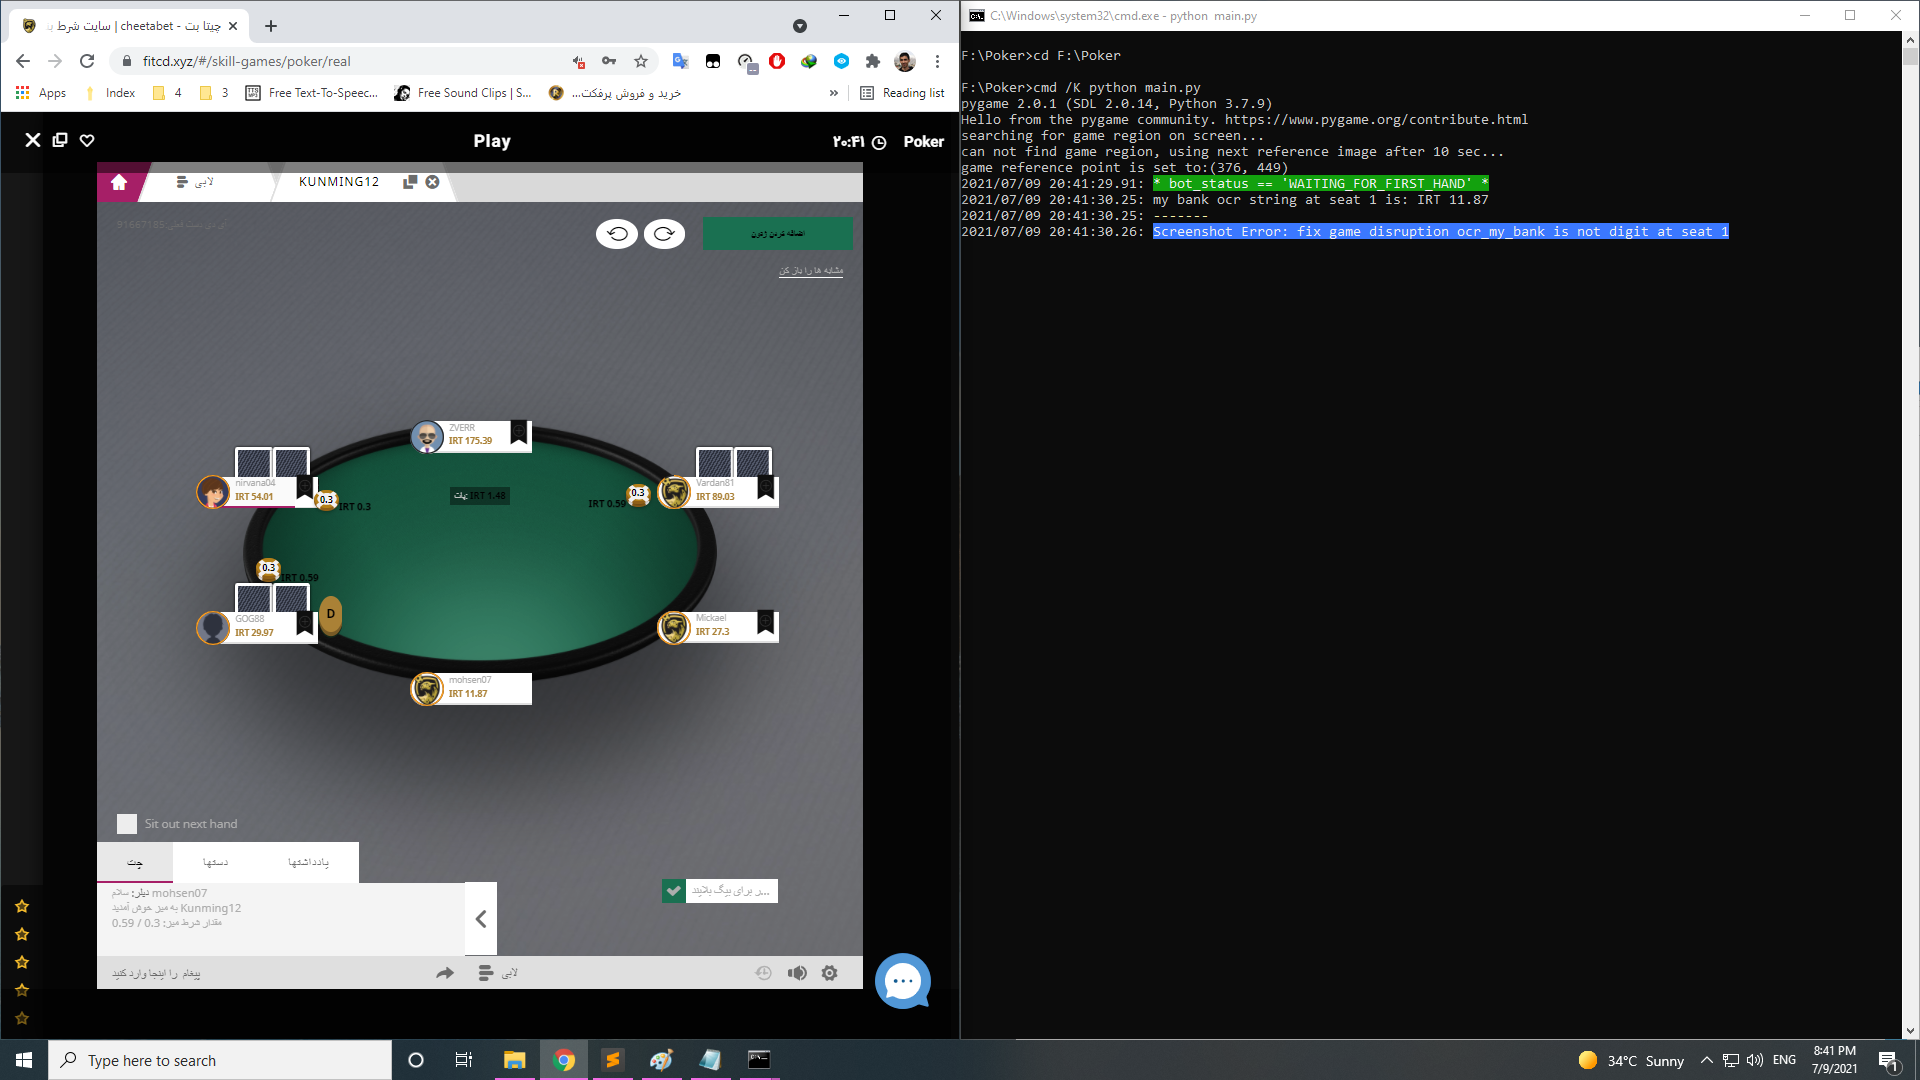 چیتا بت - cheetabet | سایت شرط ب
fitcd.xyz/#/skill-games/poker/real
Apps
Index
4
3
Free Text-To-Speec...
Free Sound Clips | S...
خرید و فروش پرفکت...
»
Reading list
Play
۲۰:۴۱
Poker
لابی
KUNMING12
اضافه کردن ژتون
مشابه ها را باز کن
ZVERR
IRT 175.39
nirvana04
IRT 54.01
0.3
IRT 0.3
پات: IRT 1.48
IRT 0.59
0.3
Vardan81
IRT 89.03
0.3
IRT 0.59
GOG88
IRT 29.97
D
Mickael
IRT 27.3
mohsen07
IRT 11.87
Sit out next hand
چت
دستها
یادداشتها
دیلر: سلام mohsen07
به میز خوش آمدید Kunming12
مقدار شرط میز: 0.3 / 0.59
...ر برای بیگ بلایند
پیغام را اینجا وارد کنید
لابی
C:\Windows\system32\cmd.exe - python main.py
F:\Poker>cd F:\Poker
F:\Poker>cmd /K python main.py
pygame 2.0.1 (SDL 2.0.14, Python 3.7.9)
Hello from the pygame community. https://www.pygame.org/contribute.html
searching for game region on screen...
can not find game region, using next reference image after 10 sec...
game reference point is set to:(376, 449)
2021/07/09 20:41:29.91: * bot_status == 'WAITING_FOR_FIRST_HAND' *
2021/07/09 20:41:30.25: my bank ocr string at seat 1 is: IRT 11.87
2021/07/09 20:41:30.25: -------
2021/07/09 20:41:30.26: Screenshot Error: fix game disruption ocr_my_bank is not digit at seat 1
Type here to search
34°C Sunny
ENG
8:41 PM
7/9/2021
1